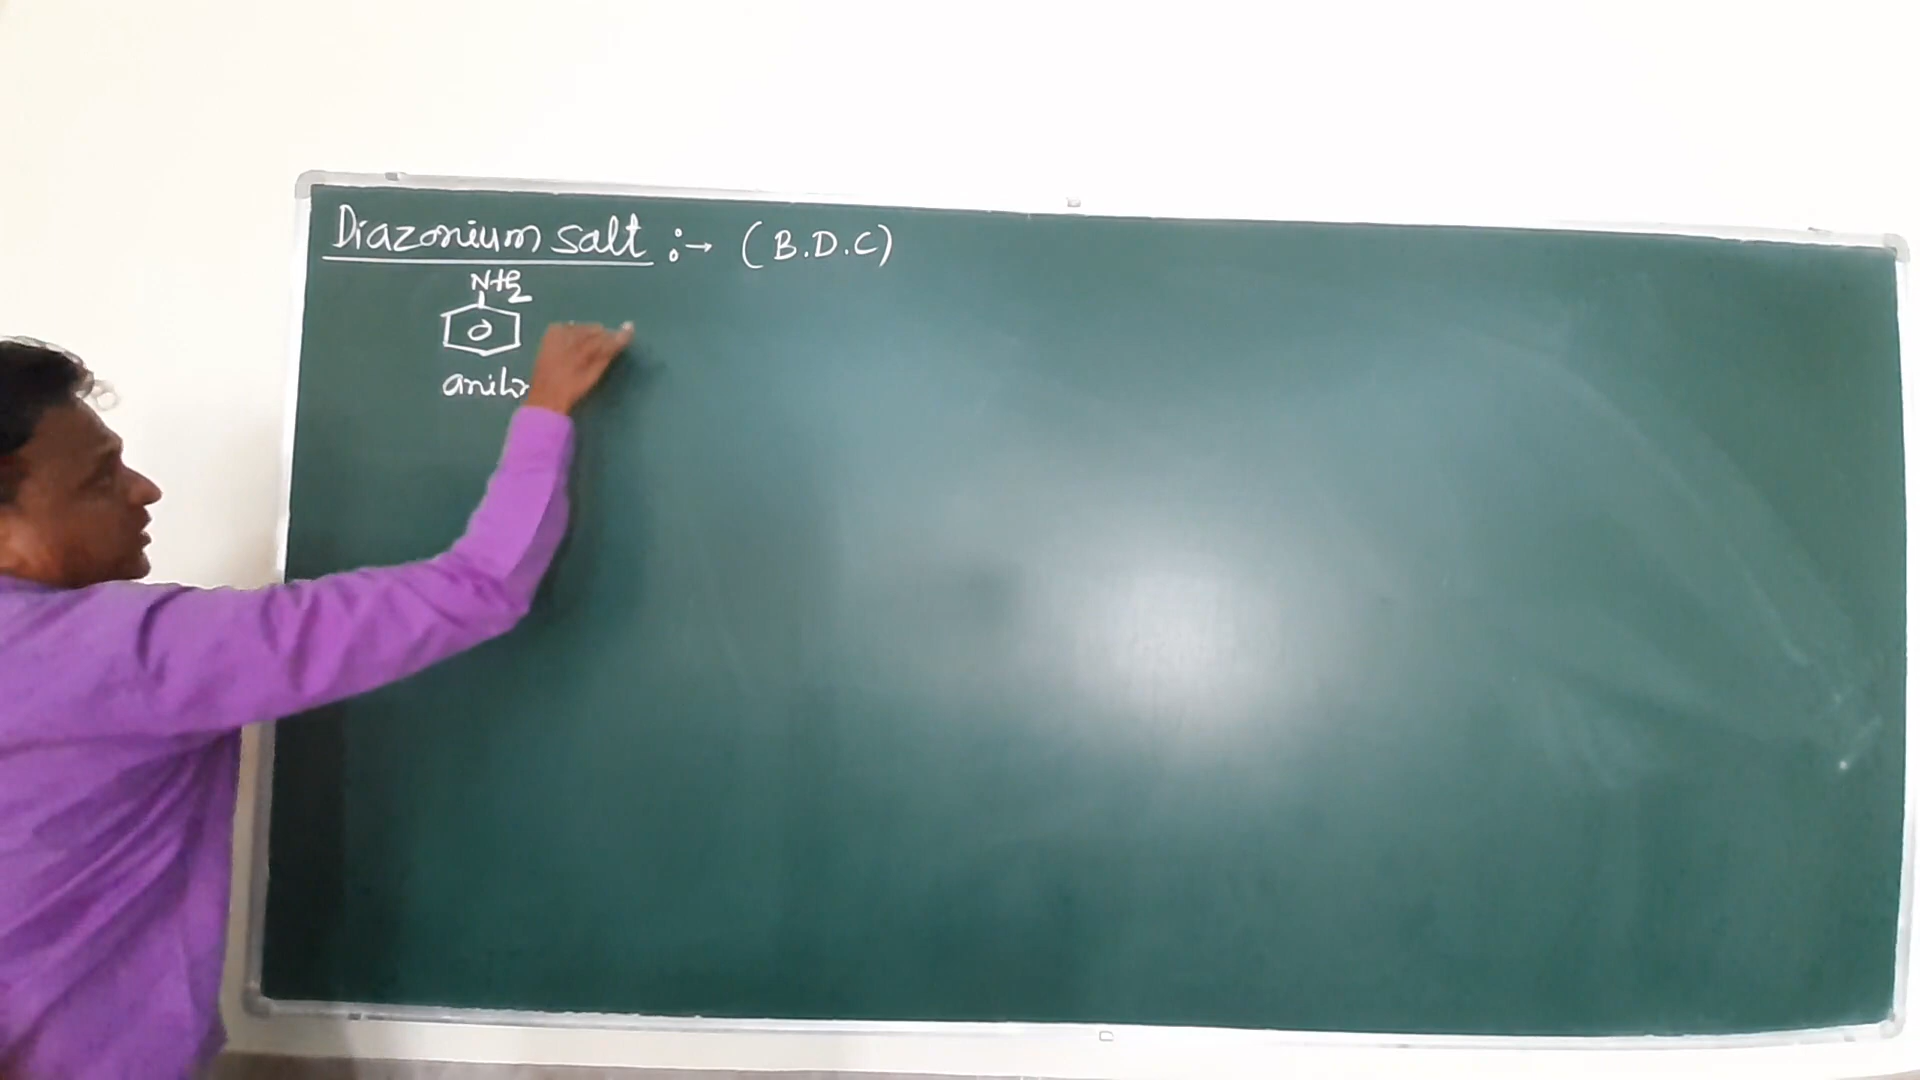 Diazonium salt :→ (B.D.C)
NH2